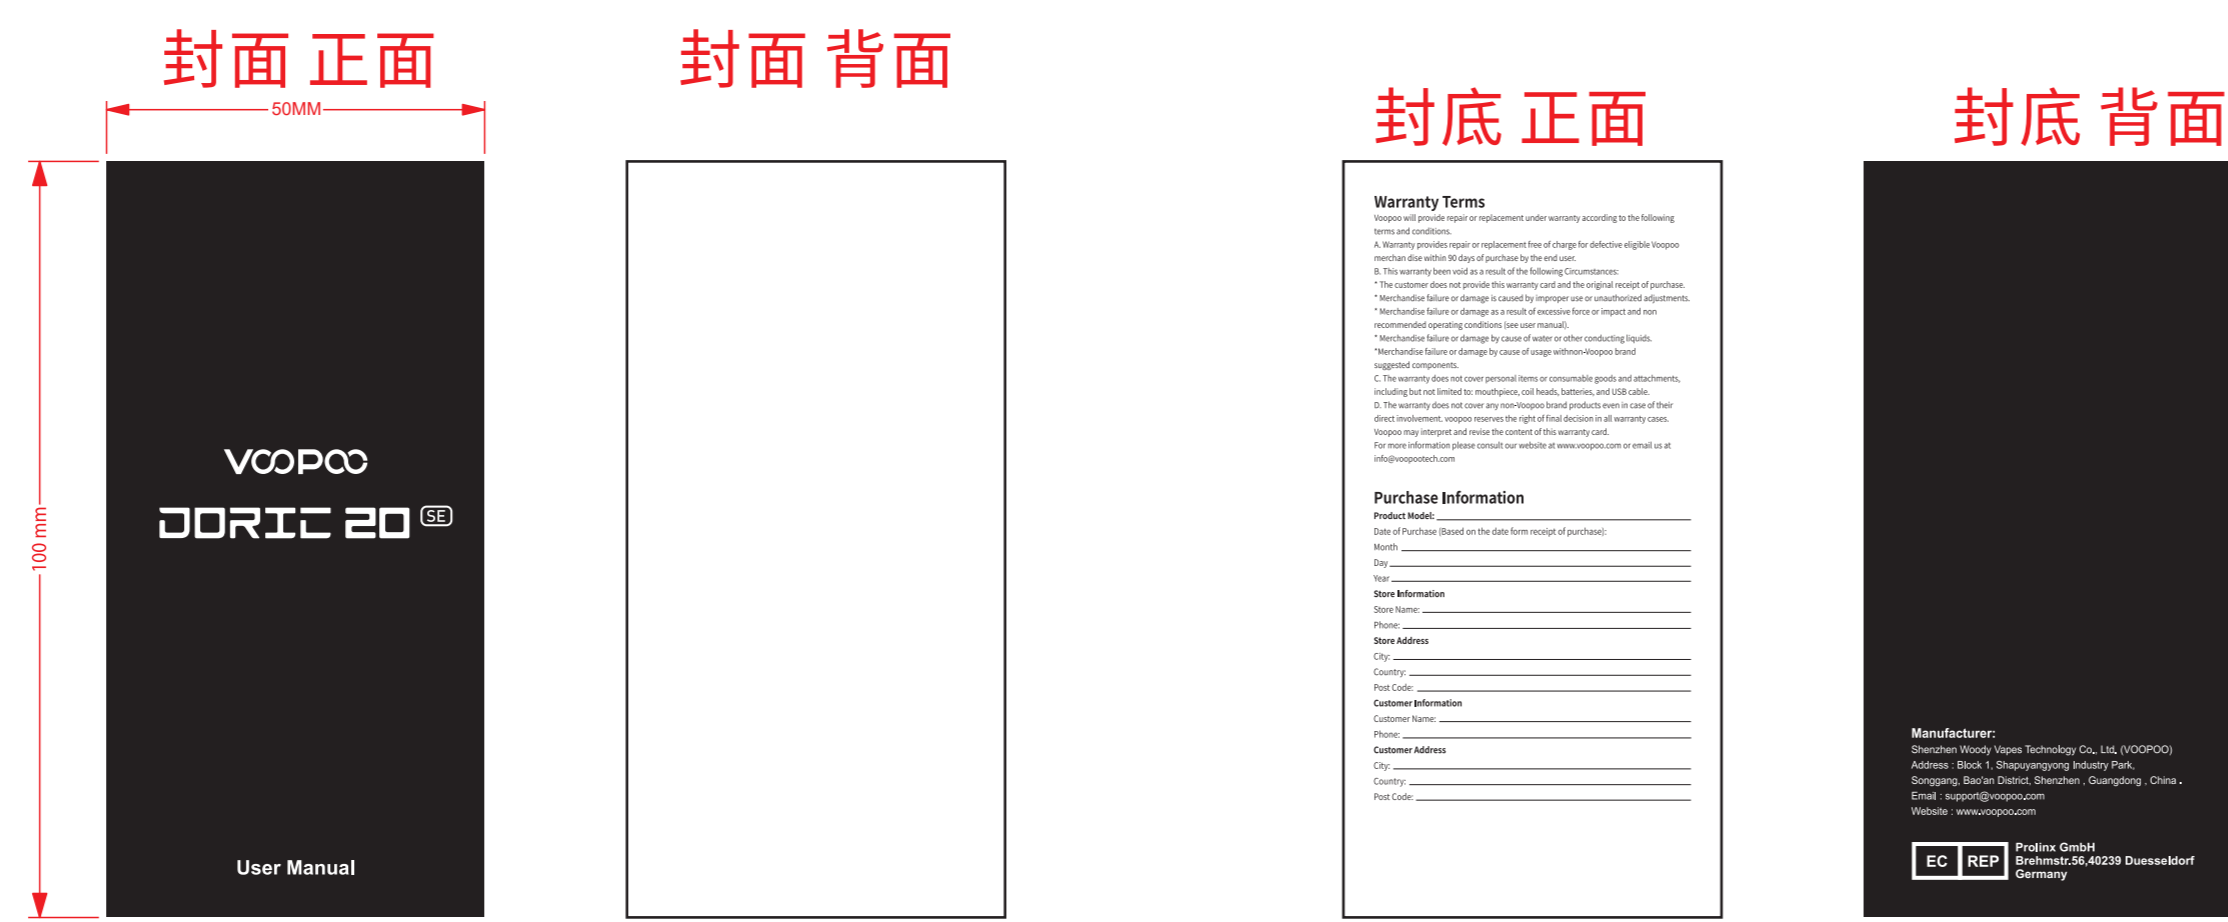 封面 正面
封面 背面
封底 正面
封底 背面
50MM
100 mm
VOOPOO
DORIC 20 SE
User Manual
Warranty Terms
Voopoo will provide repair or replacement under warranty according to the following
terms and conditions.
A. Warranty provides repair or replacement free of charge for defective eligible Voopoo
merchan dise within 90 days of purchase by the end user.
B. This warranty been void as a result of the following Circumstances:
* The customer does not provide this warranty card and the original receipt of purchase.
* Merchandise failure or damage is caused by improper use or unauthorized adjustments.
* Merchandise failure or damage as a result of excessive force or impact and non
recommended operating conditions (see user manual).
* Merchandise failure or damage by cause of water or other conducting liquids.
*Merchandise failure or damage by cause of usage withnon-Voopoo brand
suggested components.
C. The warranty does not cover personal items or consumable goods and attachments,
including but not limited to: mouthpiece, coil heads, batteries, and USB cable.
D. The warranty does not cover any non-Voopoo brand products even in case of their
direct involvement. voopoo reserves the right of final decision in all warranty cases.
Voopoo may interpret and revise the content of this warranty card.
For more information please consult our website at www.voopoo.com or email us at
info@voopootech.com
Purchase Information
Product Model:
Date of Purchase (Based on the date form receipt of purchase):
Month
Day
Year
Store Information
Store Name:
Phone:
Store Address
City:
Country:
Post Code:
Customer Information
Customer Name:
Phone:
Customer Address
City:
Country:
Post Code:
Manufacturer:
Shenzhen Woody Vapes Technology Co., Ltd. (VOOPOO)
Address : Block 1, Shapuyangyong Industry Park,
Songgang, Bao'an District, Shenzhen , Guangdong , China .
Email : support@voopoo.com
Website : www.voopoo.com
EC REP
Prolinx GmbH
Brehmstr.56,40239 Duesseldorf
Germany